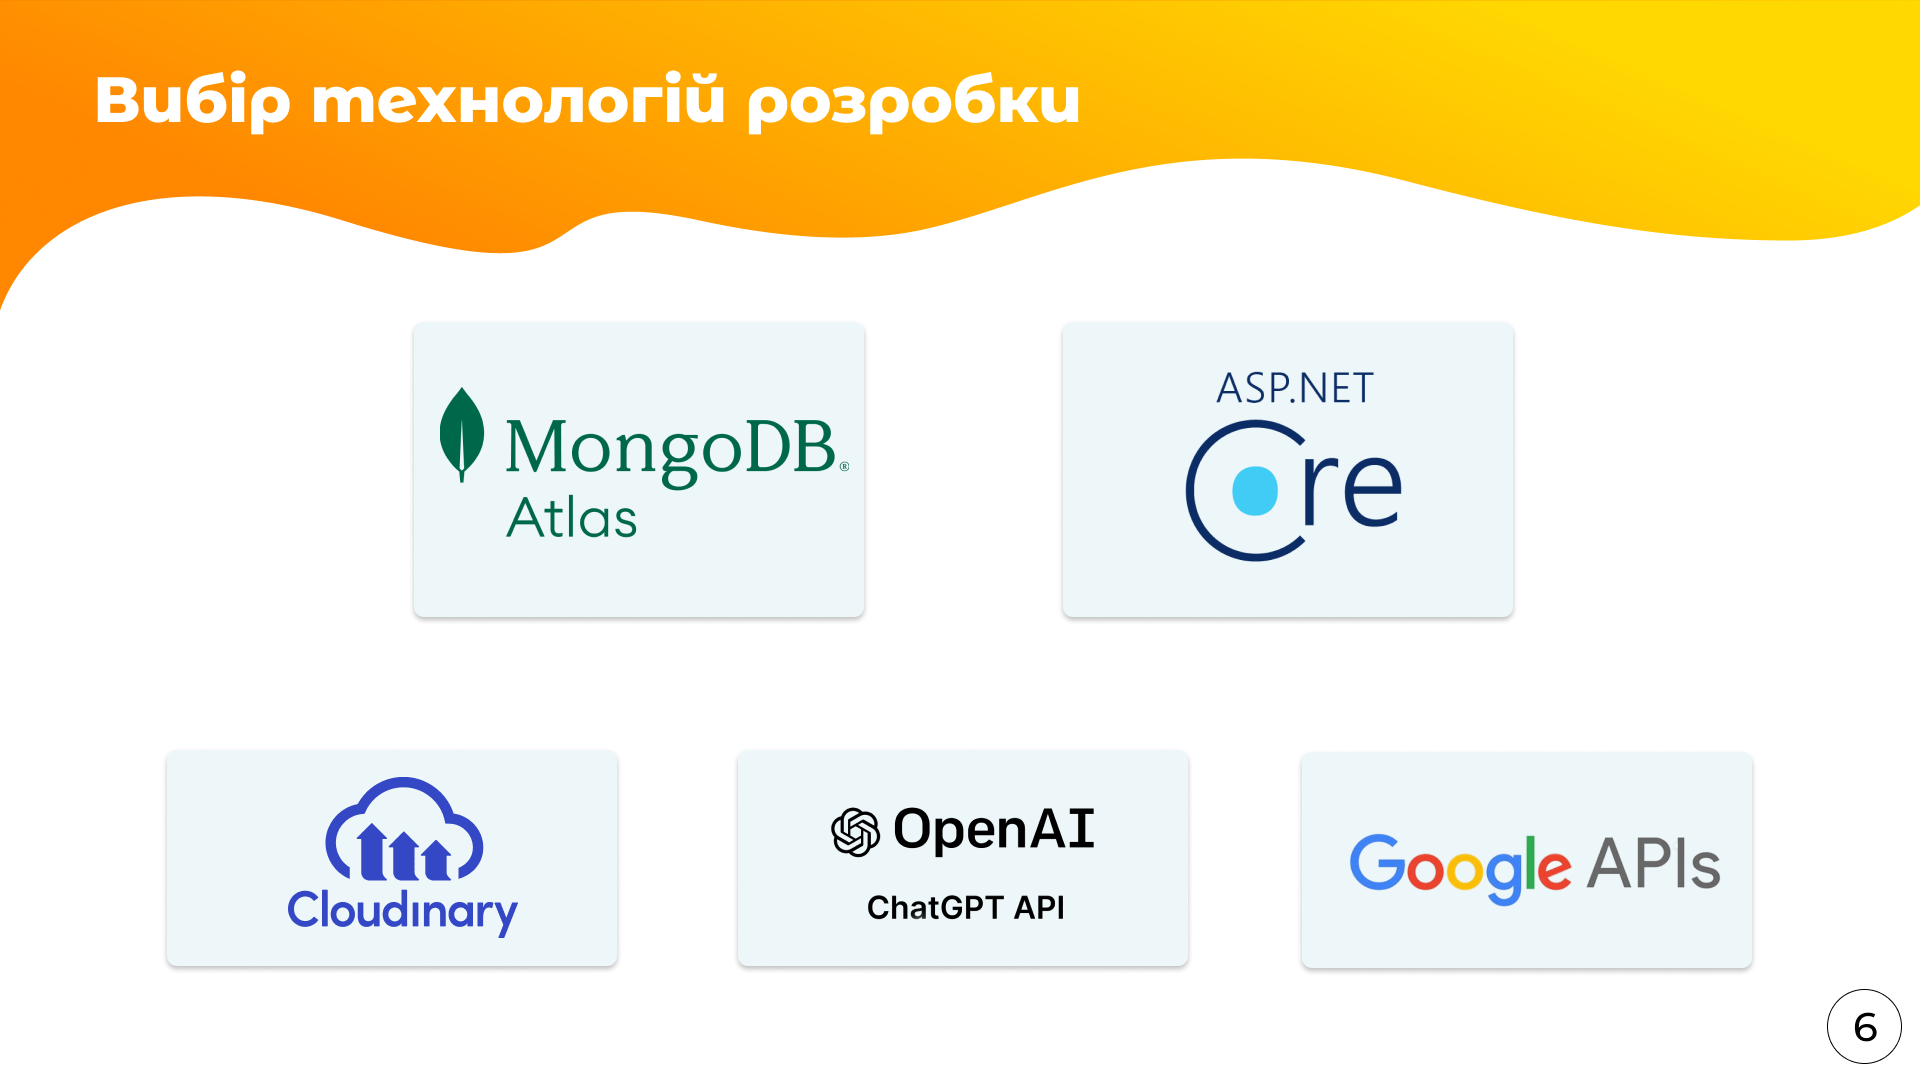 Вибір технологій розробки
MongoDB®
Atlas
ASP.NET
Core
Cloudinary
OpenAI
ChatGPT API
Google APIs
6